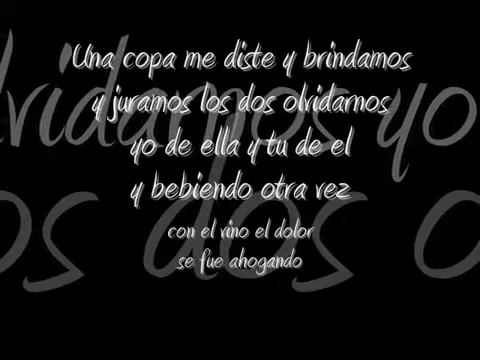 Una copa me diste y brindamos
y juramos los dos olvidarnos
yo de ella y tu de el
y bebiendo otra vez
con el vino el dolor
se fue ahogando